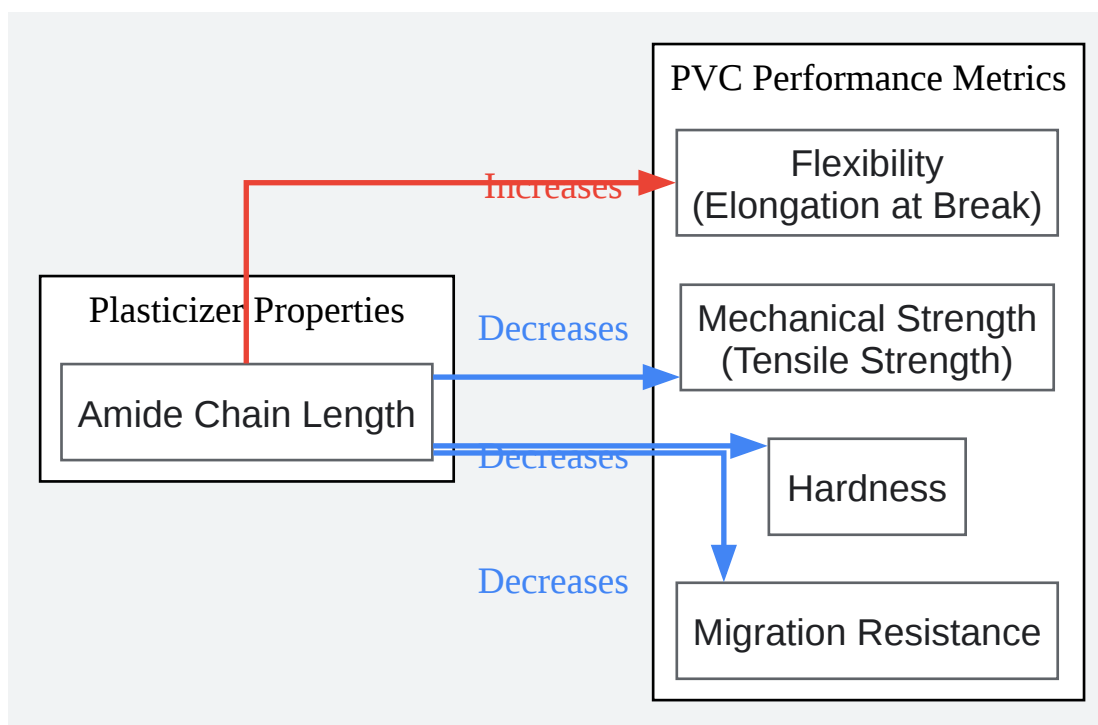 PVC Performance Metrics
Flexibility
(Elongation at Break)
Increases
Plasticizer Properties
Amide Chain Length
Decreases
Mechanical Strength
(Tensile Strength)
Decreases
Hardness
Decreases
Migration Resistance